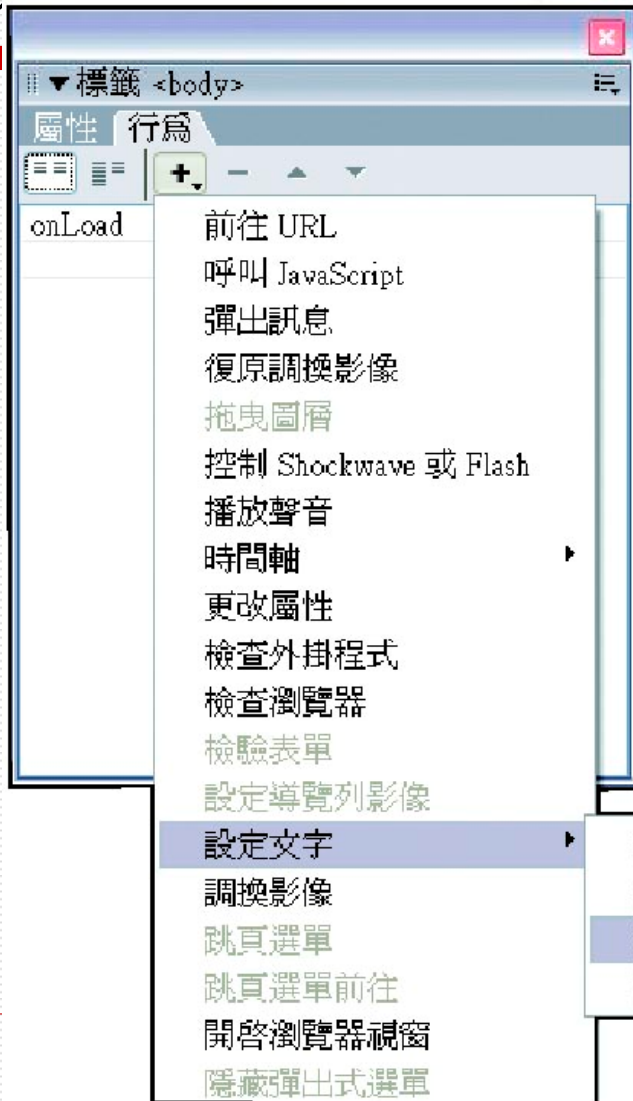 標籤 <body>
屬性 行為
onLoad
前往 URL
呼叫 JavaScript
彈出訊息
復原調換影像
拖曳圖層
控制 Shockwave 或 Flash
播放聲音
時間軸
更改屬性
檢查外掛程式
檢查瀏覽器
檢驗表單
設定導覽列影像
設定文字
調換影像
跳頁選單
跳頁選單前往
開啓瀏覽器視窗
隱藏彈出式選單